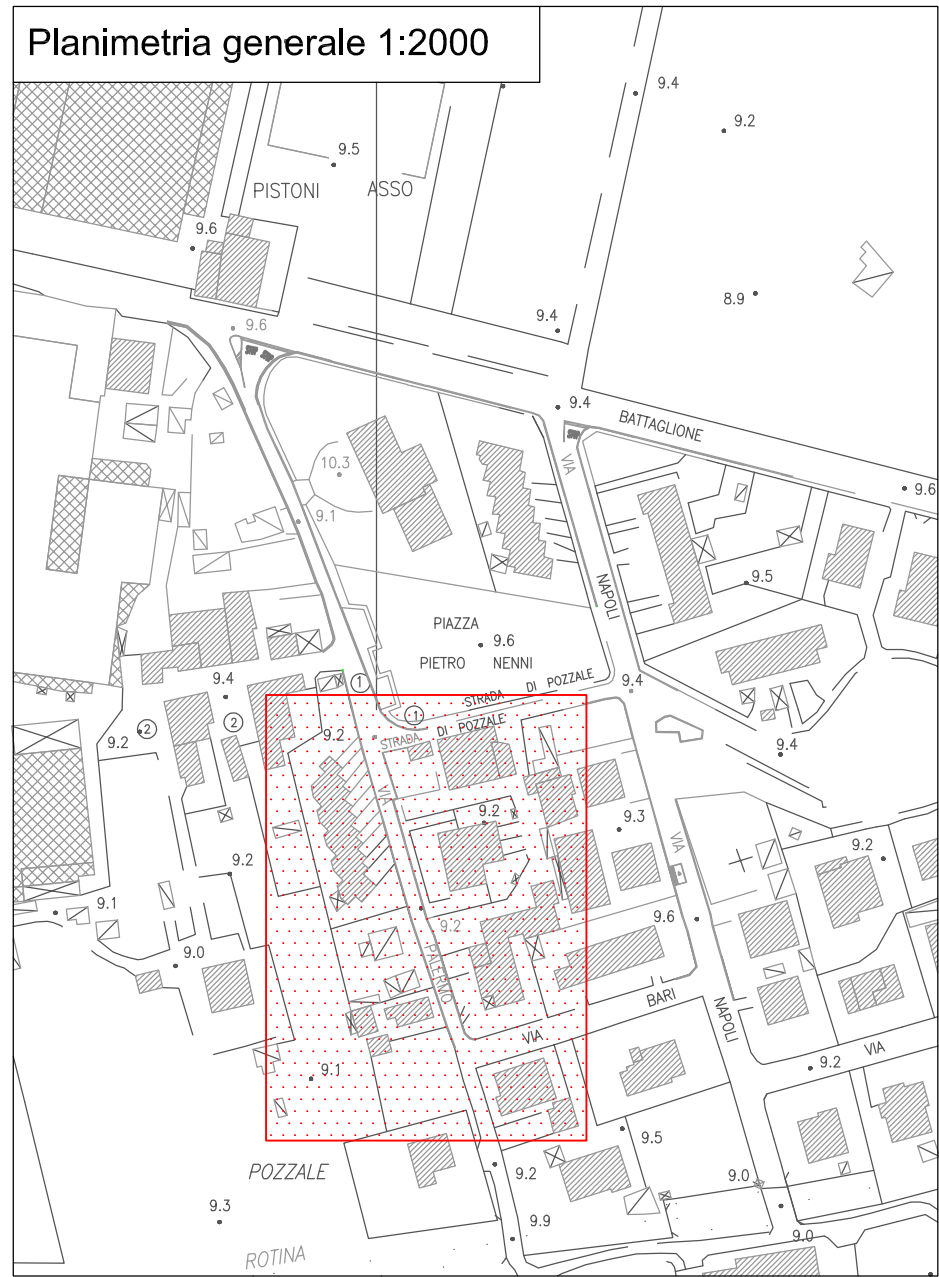 Planimetria generale 1:2000
9.4
9.2
9.5
PISTONI ASSO
9.6
8.9
9.4
9.6
9.4
BATTAGLIONE
VIA
10.3
9.6
9.1
9.5
NAPOLI
PIAZZA
9.6
PIETRO NENNI
STRADA DI POZZALE
9.4
9.4
1
1
2
2
9.2
9.2
STRADA DI POZZALE
9.4
VIA
9.2
9.3
VIA
9.2
9.2
9.1
9.2
9.6
9.0
PALERMO
BARI
NAPOLI
VIA
VIA
9.2
9.1
9.5
POZZALE
9.2
9.0
9.3
9.9
9.0
ROTINA